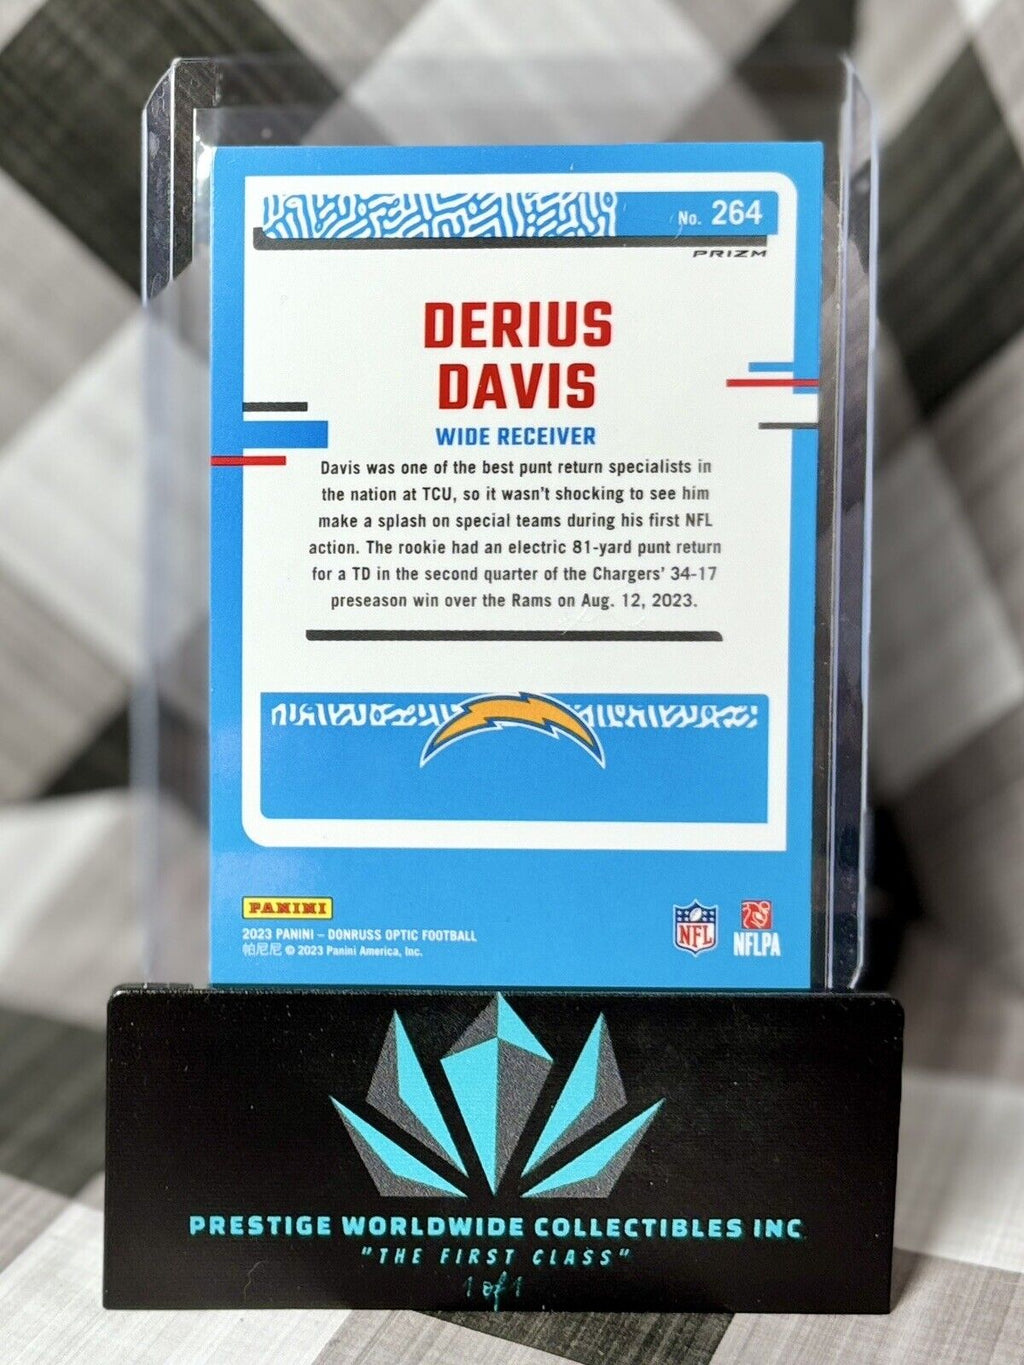 No. 264
PRIZM
DERIUS
DAVIS
WIDE RECEIVER
Davis was one of the best punt return specialists in
the nation at TCU, so it wasn't shocking to see him
make a splash on special teams during his first NFL
action. The rookie had an electric 81-yard punt return
for a TD in the second quarter of the Chargers' 34-17
preseason win over the Rams on Aug. 12, 2023.
PANINI
2023 PANINI – DONRUSS OPTIC FOOTBALL
帕尼尼 © 2023 Panini America, Inc.
NFL
NFLPA
PRESTIGE WORLDWIDE COLLECTIBLES INC
"THE FIRST CLASS"
1 of 1